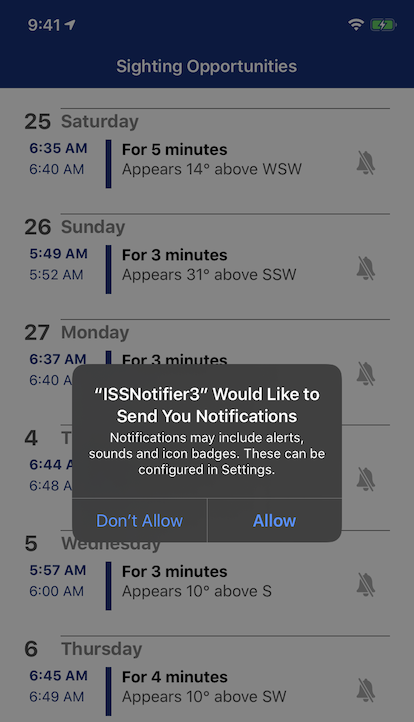 9:41
Sighting Opportunities
25 Saturday
6:35 AM For 5 minutes
6:40 AM Appears 14° above WSW
26 Sunday
5:49 AM For 3 minutes
5:52 AM Appears 31° above SSW
27 Monday
6:37 AM For 3 minutes
6:40 A
“ISSNotifier3” Would Like to
Send You Notifications
Notifications may include alerts,
sounds and icon badges. These can be
configured in Settings.
Don’t Allow Allow
4 T
6:44 A
6:48 A
5 Wednesday
5:57 AM For 3 minutes
6:00 AM Appears 10° above S
6 Thursday
6:45 AM For 4 minutes
6:49 AM Appears 10° above SW